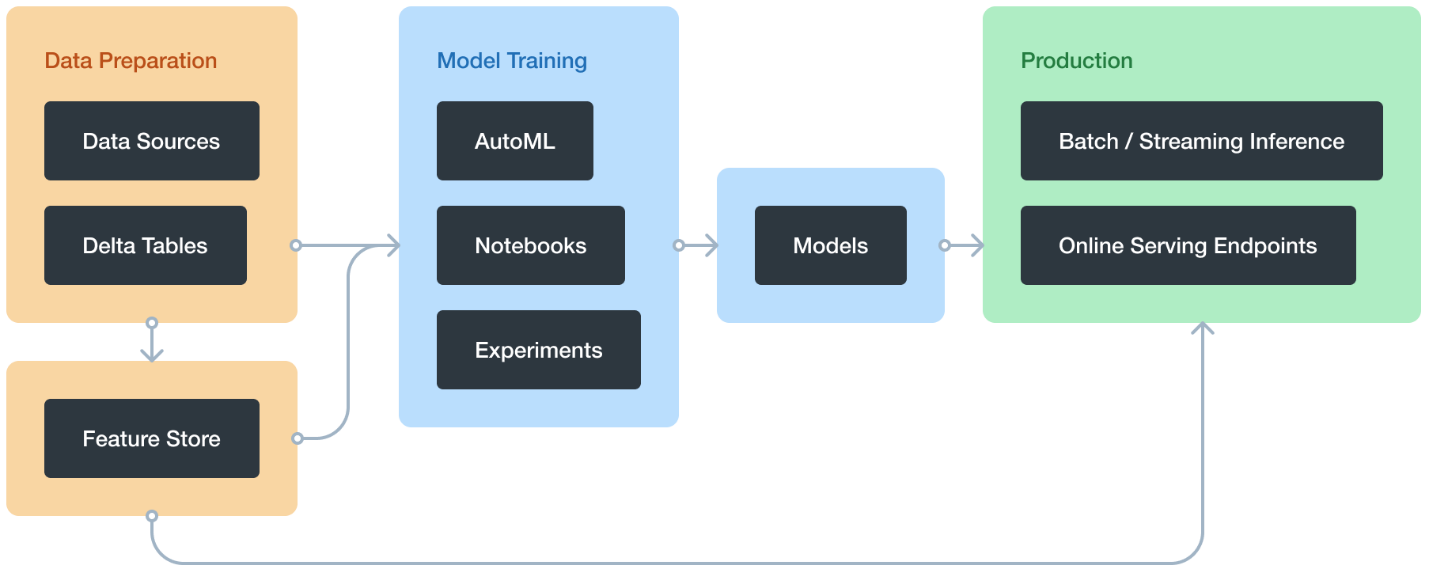 Data Preparation
Data Sources
Delta Tables
Feature Store
Model Training
AutoML
Notebooks
Experiments
Models
Production
Batch / Streaming Inference
Online Serving Endpoints